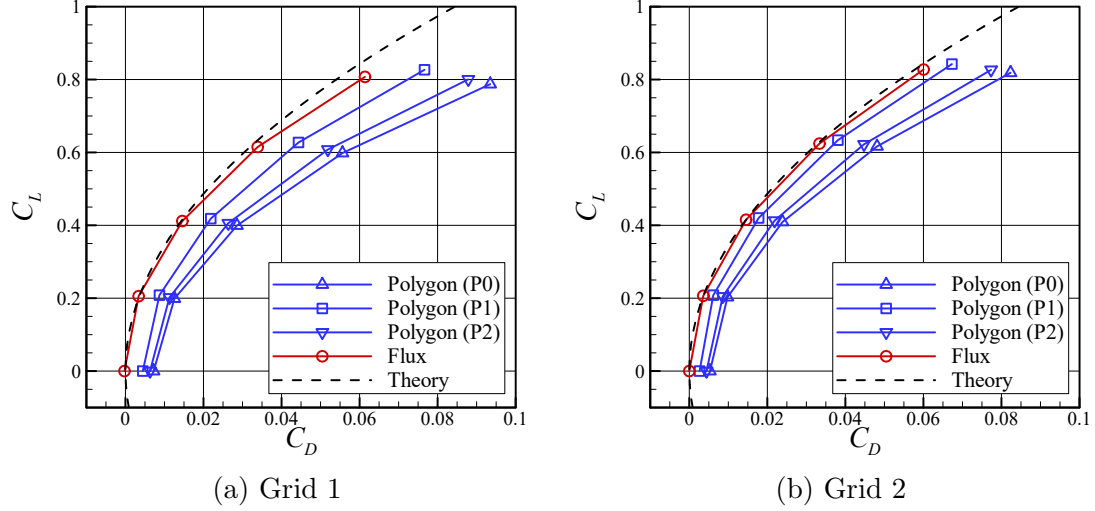 1
0.8
0.6
0.4
0.2
0
C_L
0 0.02 0.04 0.06 0.08 0.1
C_D
Polygon (P0)
Polygon (P1)
Polygon (P2)
Flux
Theory
(a) Grid 1
1
0.8
0.6
0.4
0.2
0
C_L
0 0.02 0.04 0.06 0.08 0.1
C_D
Polygon (P0)
Polygon (P1)
Polygon (P2)
Flux
Theory
(b) Grid 2